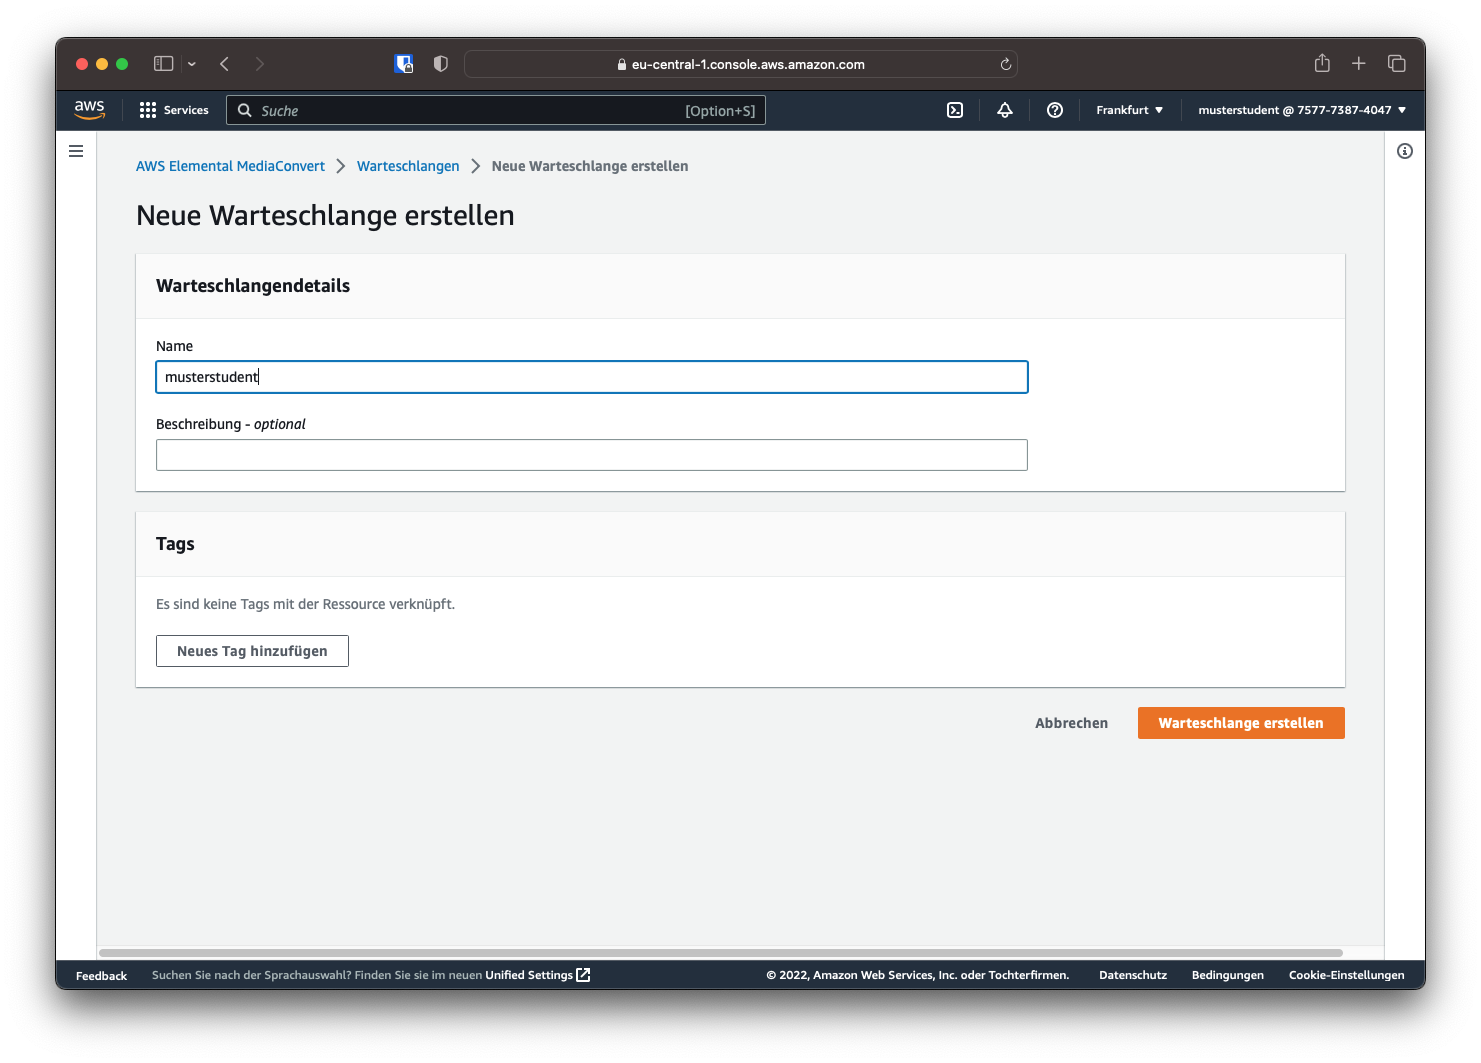 eu-central-1.console.aws.amazon.com
aws Services Suche [Option+S] Frankfurt musterstudent @ 7577-7387-4047
AWS Elemental MediaConvert Warteschlangen Neue Warteschlange erstellen
Neue Warteschlange erstellen
Warteschlangendetails
Name
musterstudent
Beschreibung - optional
Tags
Es sind keine Tags mit der Ressource verknüpft.
Neues Tag hinzufügen
Abbrechen Warteschlange erstellen
Feedback Suchen Sie nach der Sprachauswahl? Finden Sie sie im neuen Unified Settings © 2022, Amazon Web Services, Inc. oder Tochterfirmen. Datenschutz Bedingungen Cookie-Einstellungen